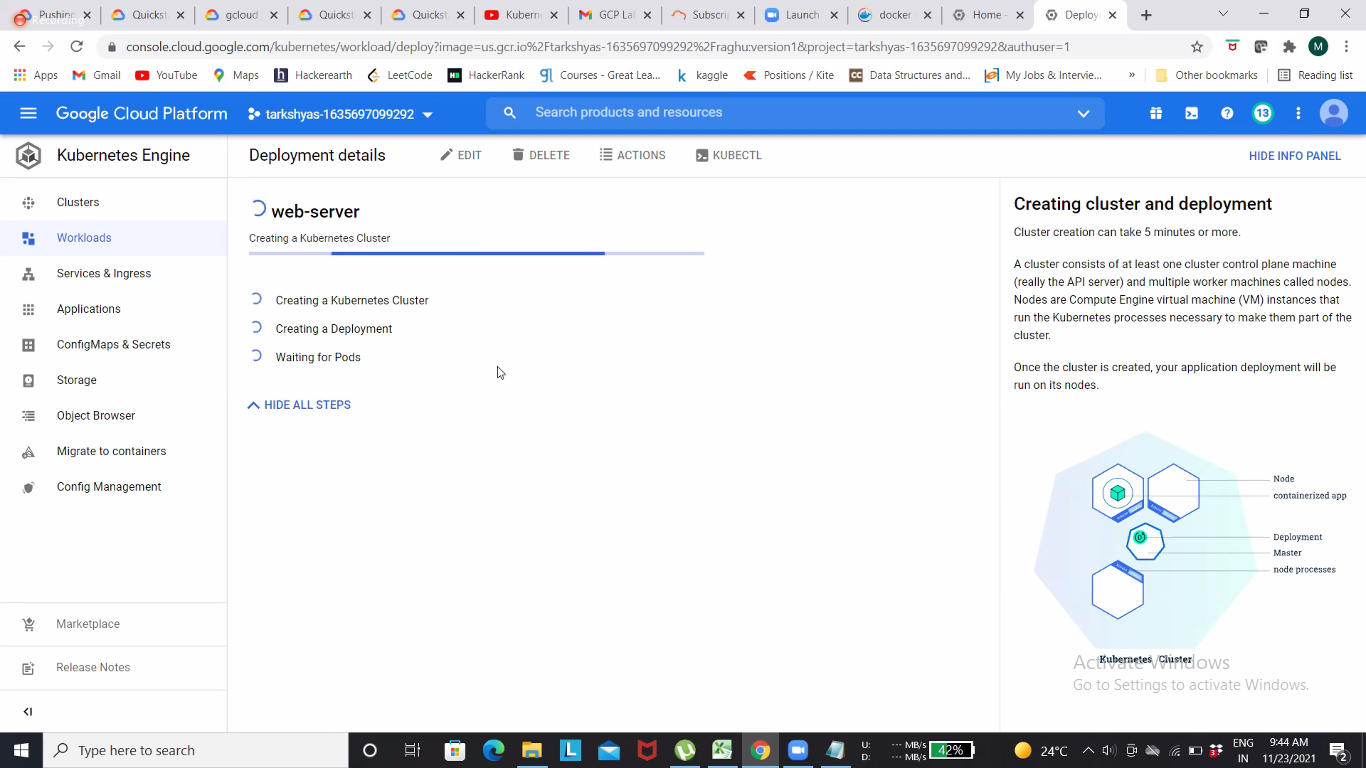 Recording
Pushin
Quickst
gcloud
Quickst
Quickst
Kubern
GCP La
Subscri
Launch
docker
Home -
Deploy
console.cloud.google.com/kubernetes/workload/deploy?image=us.gcr.io%2Ftarkshyas-1635697099292%2Fraghu:version1&project=tarkshyas-1635697099292&authuser=1
M
Apps
Gmail
YouTube
Maps
Hackerearth
LeetCode
HackerRank
Courses - Great Lea...
kaggle
Positions / Kite
Data Structures and...
My Jobs & Intervie...
»
Other bookmarks
Reading list
Google Cloud Platform
tarkshyas-1635697099292
Search products and resources
13
Kubernetes Engine
Deployment details
EDIT
DELETE
ACTIONS
KUBECTL
HIDE INFO PANEL
Clusters
Workloads
Services & Ingress
Applications
ConfigMaps & Secrets
Storage
Object Browser
Migrate to containers
Config Management
Marketplace
Release Notes
web-server
Creating a Kubernetes Cluster
Creating a Kubernetes Cluster
Creating a Deployment
Waiting for Pods
HIDE ALL STEPS
Creating cluster and deployment
Cluster creation can take 5 minutes or more.
A cluster consists of at least one cluster control plane machine
(really the API server) and multiple worker machines called nodes.
Nodes are Compute Engine virtual machine (VM) instances that
run the Kubernetes processes necessary to make them part of the
cluster.
Once the cluster is created, your application deployment will be
run on its nodes.
Node
containerized app
Deployment
Master
node processes
Kubernetes Cluster
Activate Windows
Go to Settings to activate Windows.
Type here to search
U: --- MB/s
D: --- MB/s
42%
24°C
ENG
IN
9:44 AM
11/23/2021
2